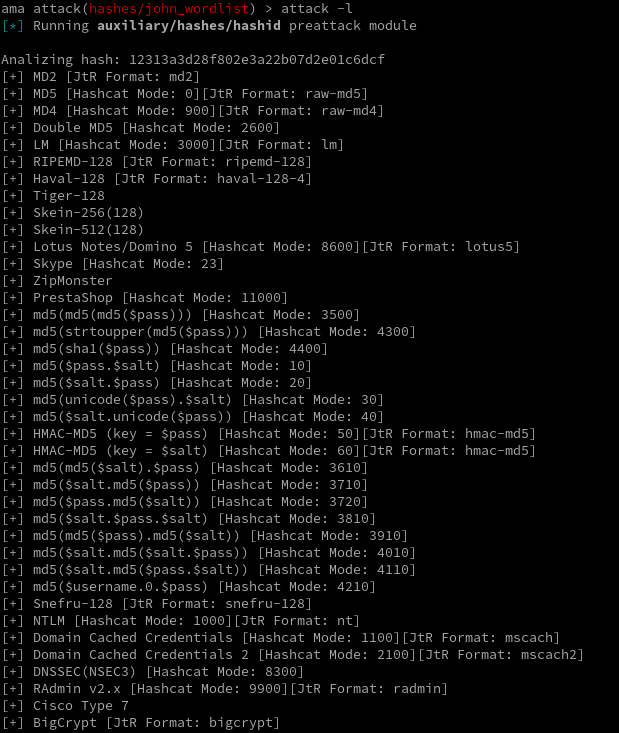 ama attack(hashes/john_wordlist) > attack -l
[*] Running auxiliary/hashes/hashid preattack module
Analizing hash: 12313a3d28f802e3a22b07d2e01c6dcf
[+] MD2 [JtR Format: md2]
[+] MD5 [Hashcat Mode: 0][JtR Format: raw-md5]
[+] MD4 [Hashcat Mode: 900][JtR Format: raw-md4]
[+] Double MD5 [Hashcat Mode: 2600]
[+] LM [Hashcat Mode: 3000][JtR Format: lm]
[+] RIPEMD-128 [JtR Format: ripemd-128]
[+] Haval-128 [JtR Format: haval-128-4]
[+] Tiger-128
[+] Skein-256(128)
[+] Skein-512(128)
[+] Lotus Notes/Domino 5 [Hashcat Mode: 8600][JtR Format: lotus5]
[+] Skype [Hashcat Mode: 23]
[+] ZipMonster
[+] PrestaShop [Hashcat Mode: 11000]
[+] md5(md5(md5($pass))) [Hashcat Mode: 3500]
[+] md5(strtoupper(md5($pass))) [Hashcat Mode: 4300]
[+] md5(sha1($pass)) [Hashcat Mode: 4400]
[+] md5($pass.$salt) [Hashcat Mode: 10]
[+] md5($salt.$pass) [Hashcat Mode: 20]
[+] md5(unicode($pass).$salt) [Hashcat Mode: 30]
[+] md5($salt.unicode($pass)) [Hashcat Mode: 40]
[+] HMAC-MD5 (key = $pass) [Hashcat Mode: 50][JtR Format: hmac-md5]
[+] HMAC-MD5 (key = $salt) [Hashcat Mode: 60][JtR Format: hmac-md5]
[+] md5(md5($salt).$pass) [Hashcat Mode: 3610]
[+] md5($salt.md5($pass)) [Hashcat Mode: 3710]
[+] md5($pass.md5($salt)) [Hashcat Mode: 3720]
[+] md5($salt.$pass.$salt) [Hashcat Mode: 3810]
[+] md5(md5($pass).md5($salt)) [Hashcat Mode: 3910]
[+] md5($salt.md5($salt.$pass)) [Hashcat Mode: 4010]
[+] md5($salt.md5($pass.$salt)) [Hashcat Mode: 4110]
[+] md5($username.0.$pass) [Hashcat Mode: 4210]
[+] Snefru-128 [JtR Format: snefru-128]
[+] NTLM [Hashcat Mode: 1000][JtR Format: nt]
[+] Domain Cached Credentials [Hashcat Mode: 1100][JtR Format: mscach]
[+] Domain Cached Credentials 2 [Hashcat Mode: 2100][JtR Format: mscach2]
[+] DNSSEC(NSEC3) [Hashcat Mode: 8300]
[+] RAdmin v2.x [Hashcat Mode: 9900][JtR Format: radmin]
[+] Cisco Type 7
[+] BigCrypt [JtR Format: bigcrypt]